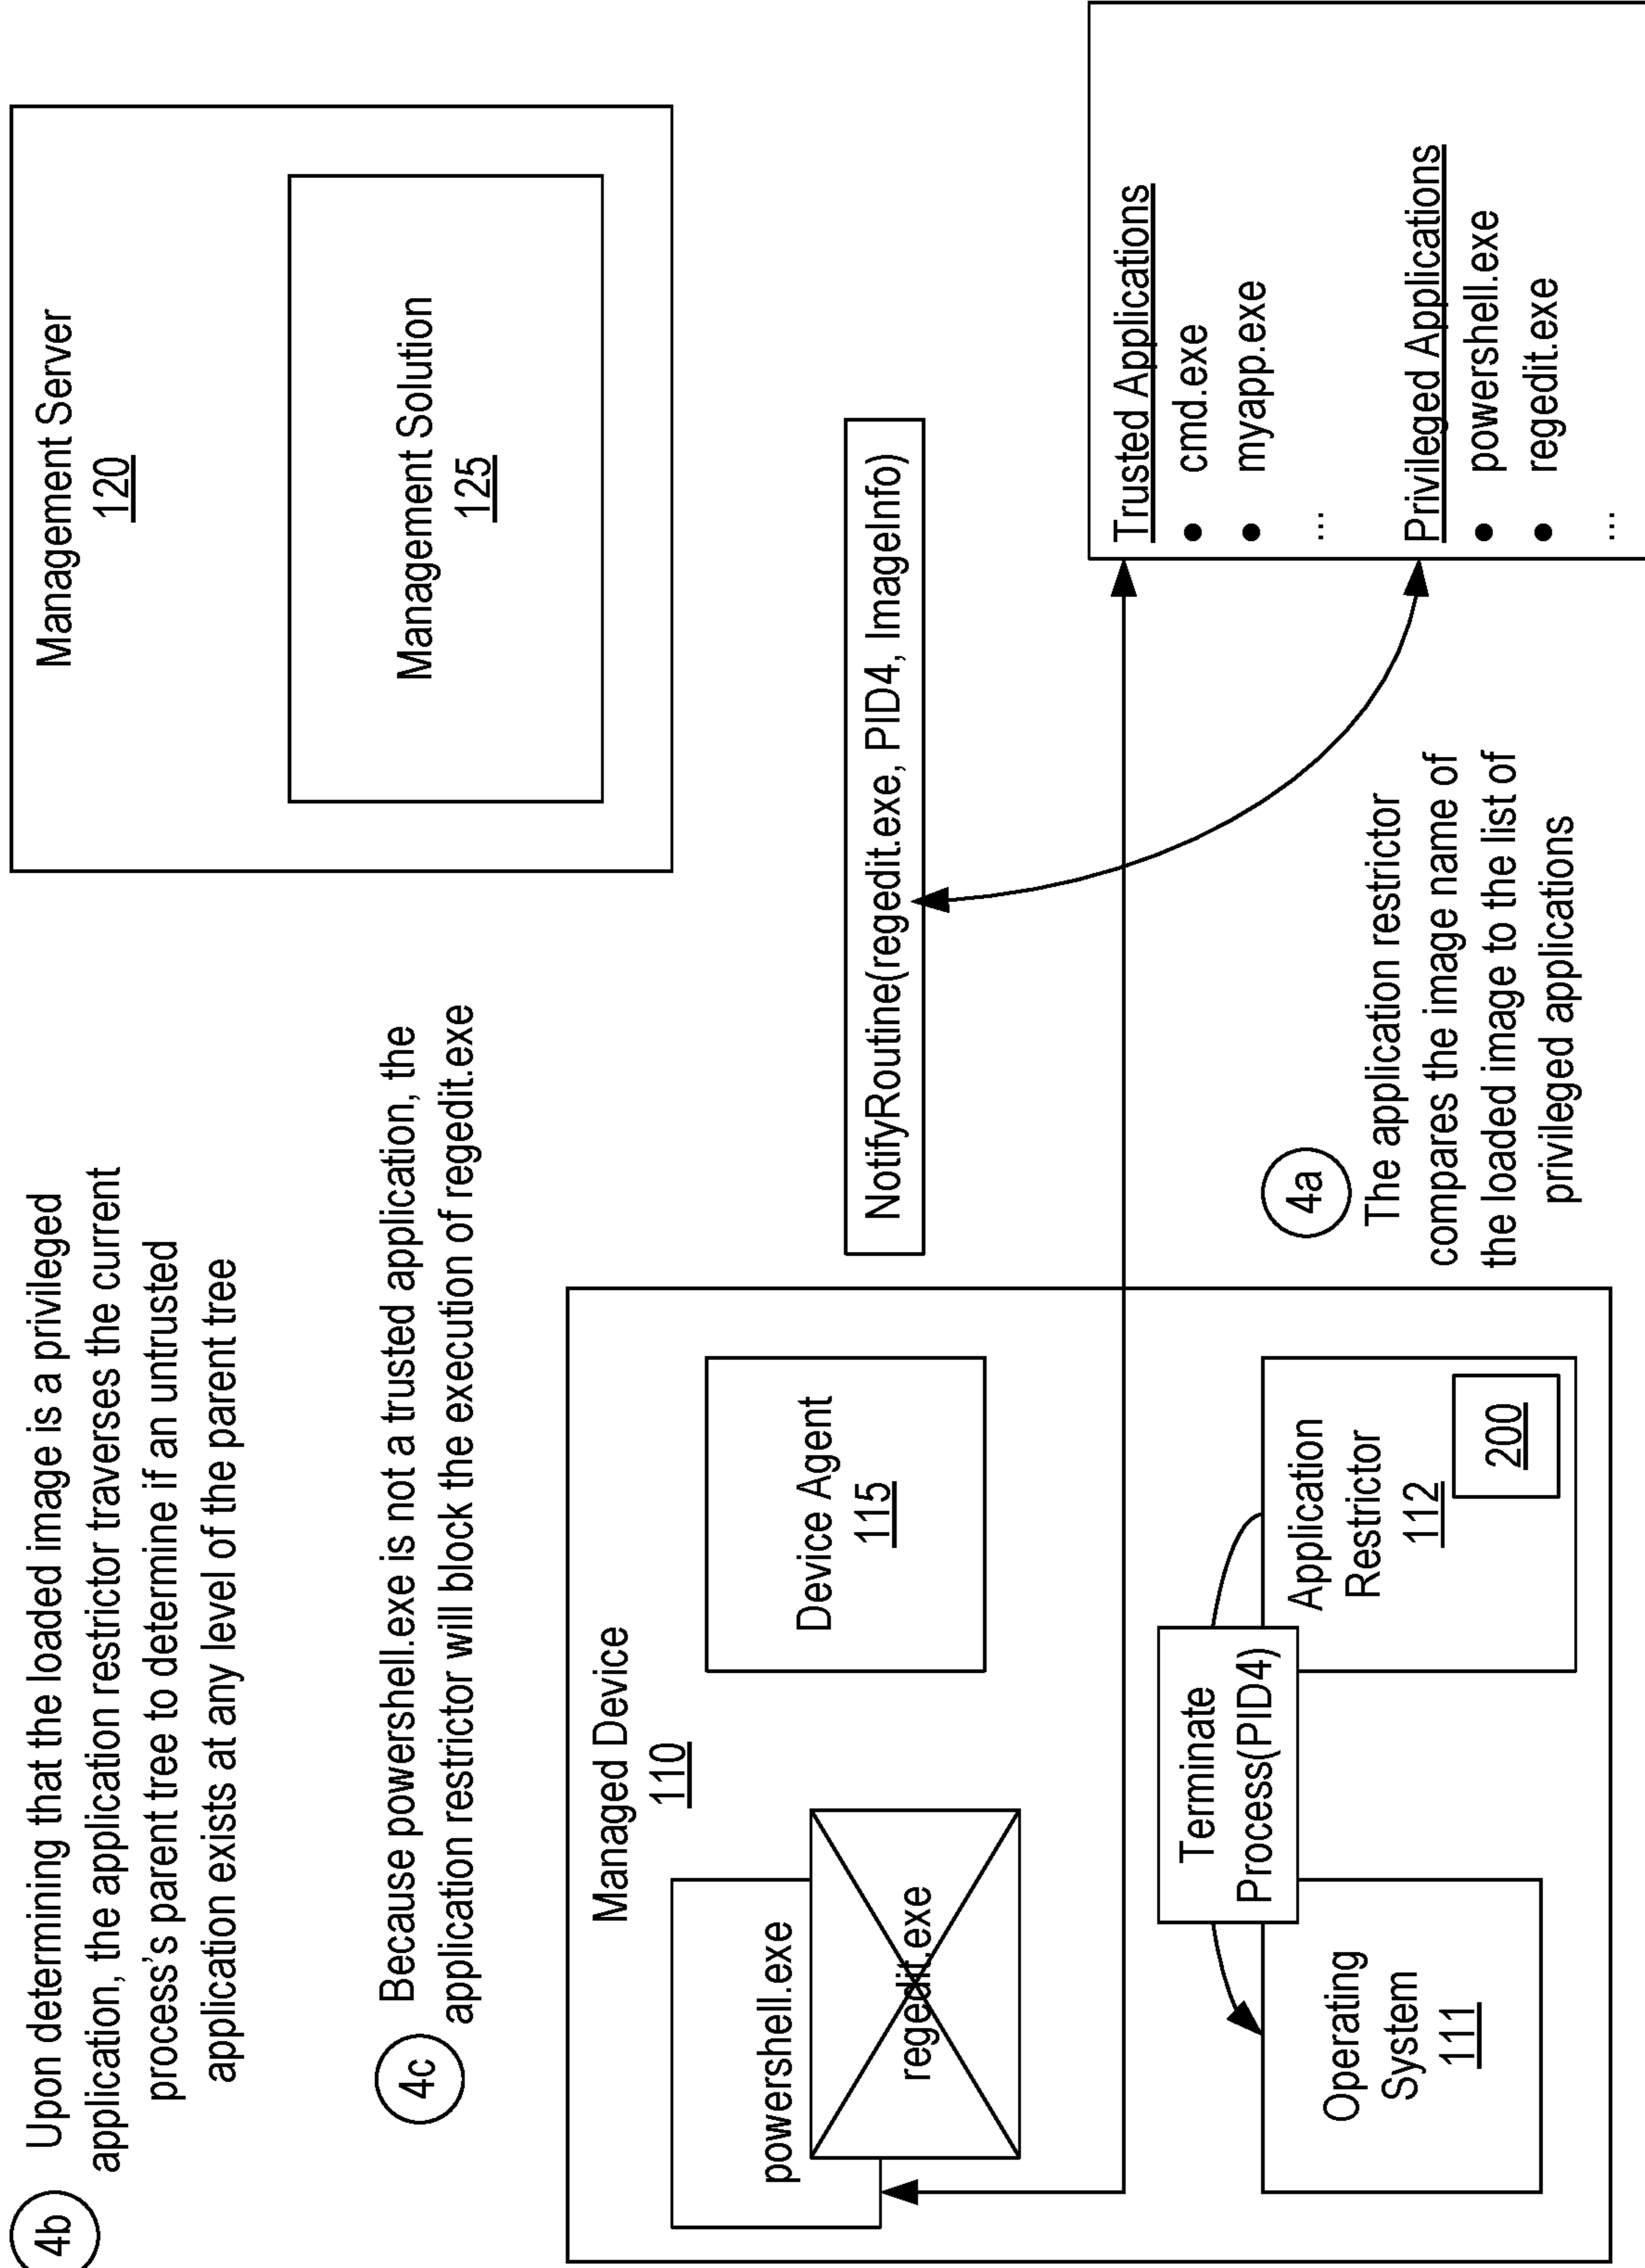 4b
Upon determining that the loaded image is a privileged
application, the application restrictor traverses the current
process's parent tree to determine if an untrusted
application exists at any level of the parent tree
4c
Because powershell.exe is not a trusted application, the
application restrictor will block the execution of regedit.exe
Management Server
120
Management Solution
125
Managed Device
110
powershell.exe
regedit.exe
Device Agent
115
Terminate
Process(PID4)
Operating
System
111
Application
Restrictor
112
200
NotifyRoutine(regedit.exe, PID4, ImageInfo)
4a
The application restrictor
compares the image name of
the loaded image to the list of
privileged applications
Trusted Applications
● cmd.exe
● myapp.exe
...
Privileged Applications
● powershell.exe
● regedit.exe
...